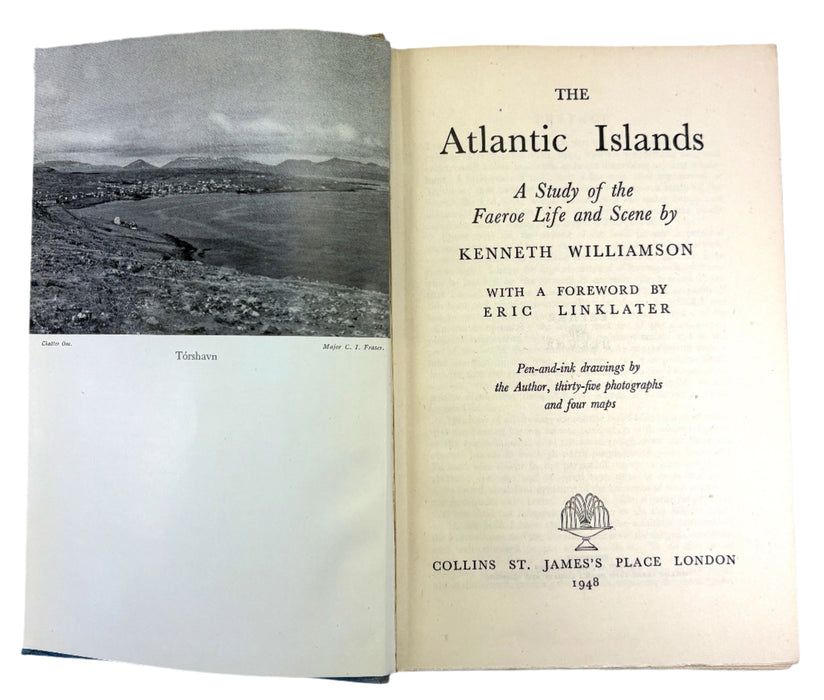 Chapter One.
Major C. I. Fraser.
Tórshavn
THE
Atlantic Islands
A Study of the
Faeroe Life and Scene by
KENNETH WILLIAMSON
WITH A FOREWORD BY
ERIC LINKLATER
Pen-and-ink drawings by
the Author, thirty-five photographs
and four maps
COLLINS ST. JAMES'S PLACE LONDON
1948